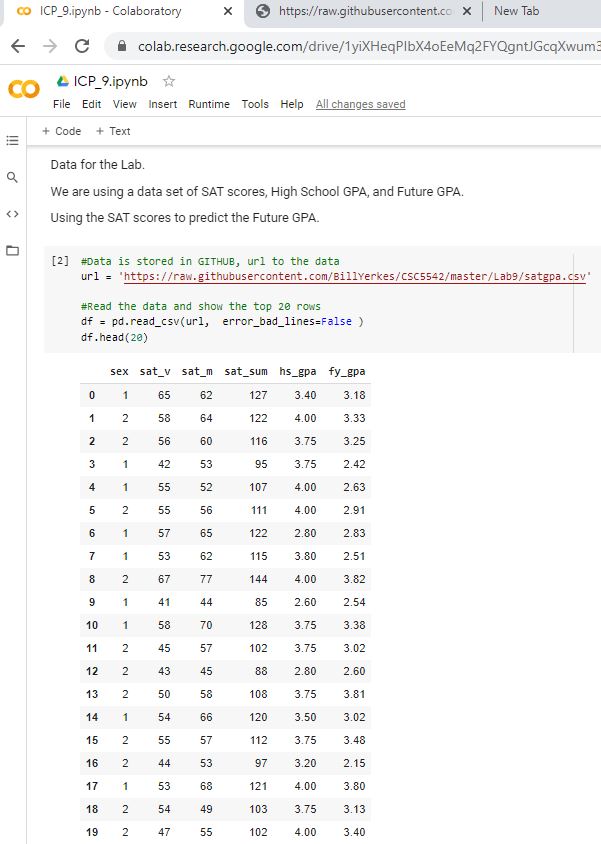 ICP_9.ipynb - Colaboratory
https://raw.githubusercontent.co
New Tab
colab.research.google.com/drive/1yiXHeqPIbX4oEeMq2FYQgntJGcqXwum3
CO
ICP_9.ipynb
File Edit View Insert Runtime Tools Help All changes saved
+ Code + Text
Data for the Lab.
We are using a data set of SAT scores, High School GPA, and Future GPA.
Using the SAT scores to predict the Future GPA.
[2] #Data is stored in GITHUB, url to the data
url = 'https://raw.githubusercontent.com/BillYerkes/CSC5542/master/Lab9/satgpa.csv'
#Read the data and show the top 20 rows
df = pd.read_csv(url, error_bad_lines=False )
df.head(20)
sex sat_v sat_m sat_sum hs_gpa fy_gpa
0 1 65 62 127 3.40 3.18
1 2 58 64 122 4.00 3.33
2 2 56 60 116 3.75 3.25
3 1 42 53 95 3.75 2.42
4 1 55 52 107 4.00 2.63
5 2 55 56 111 4.00 2.91
6 1 57 65 122 2.80 2.83
7 1 53 62 115 3.80 2.51
8 2 67 77 144 4.00 3.82
9 1 41 44 85 2.60 2.54
10 1 58 70 128 3.75 3.38
11 2 45 57 102 3.75 3.02
12 2 43 45 88 2.80 2.60
13 2 50 58 108 3.75 3.81
14 1 54 66 120 3.50 3.02
15 2 55 57 112 3.75 3.48
16 2 44 53 97 3.20 2.15
17 1 53 68 121 4.00 3.80
18 2 54 49 103 3.75 3.13
19 2 47 55 102 4.00 3.40